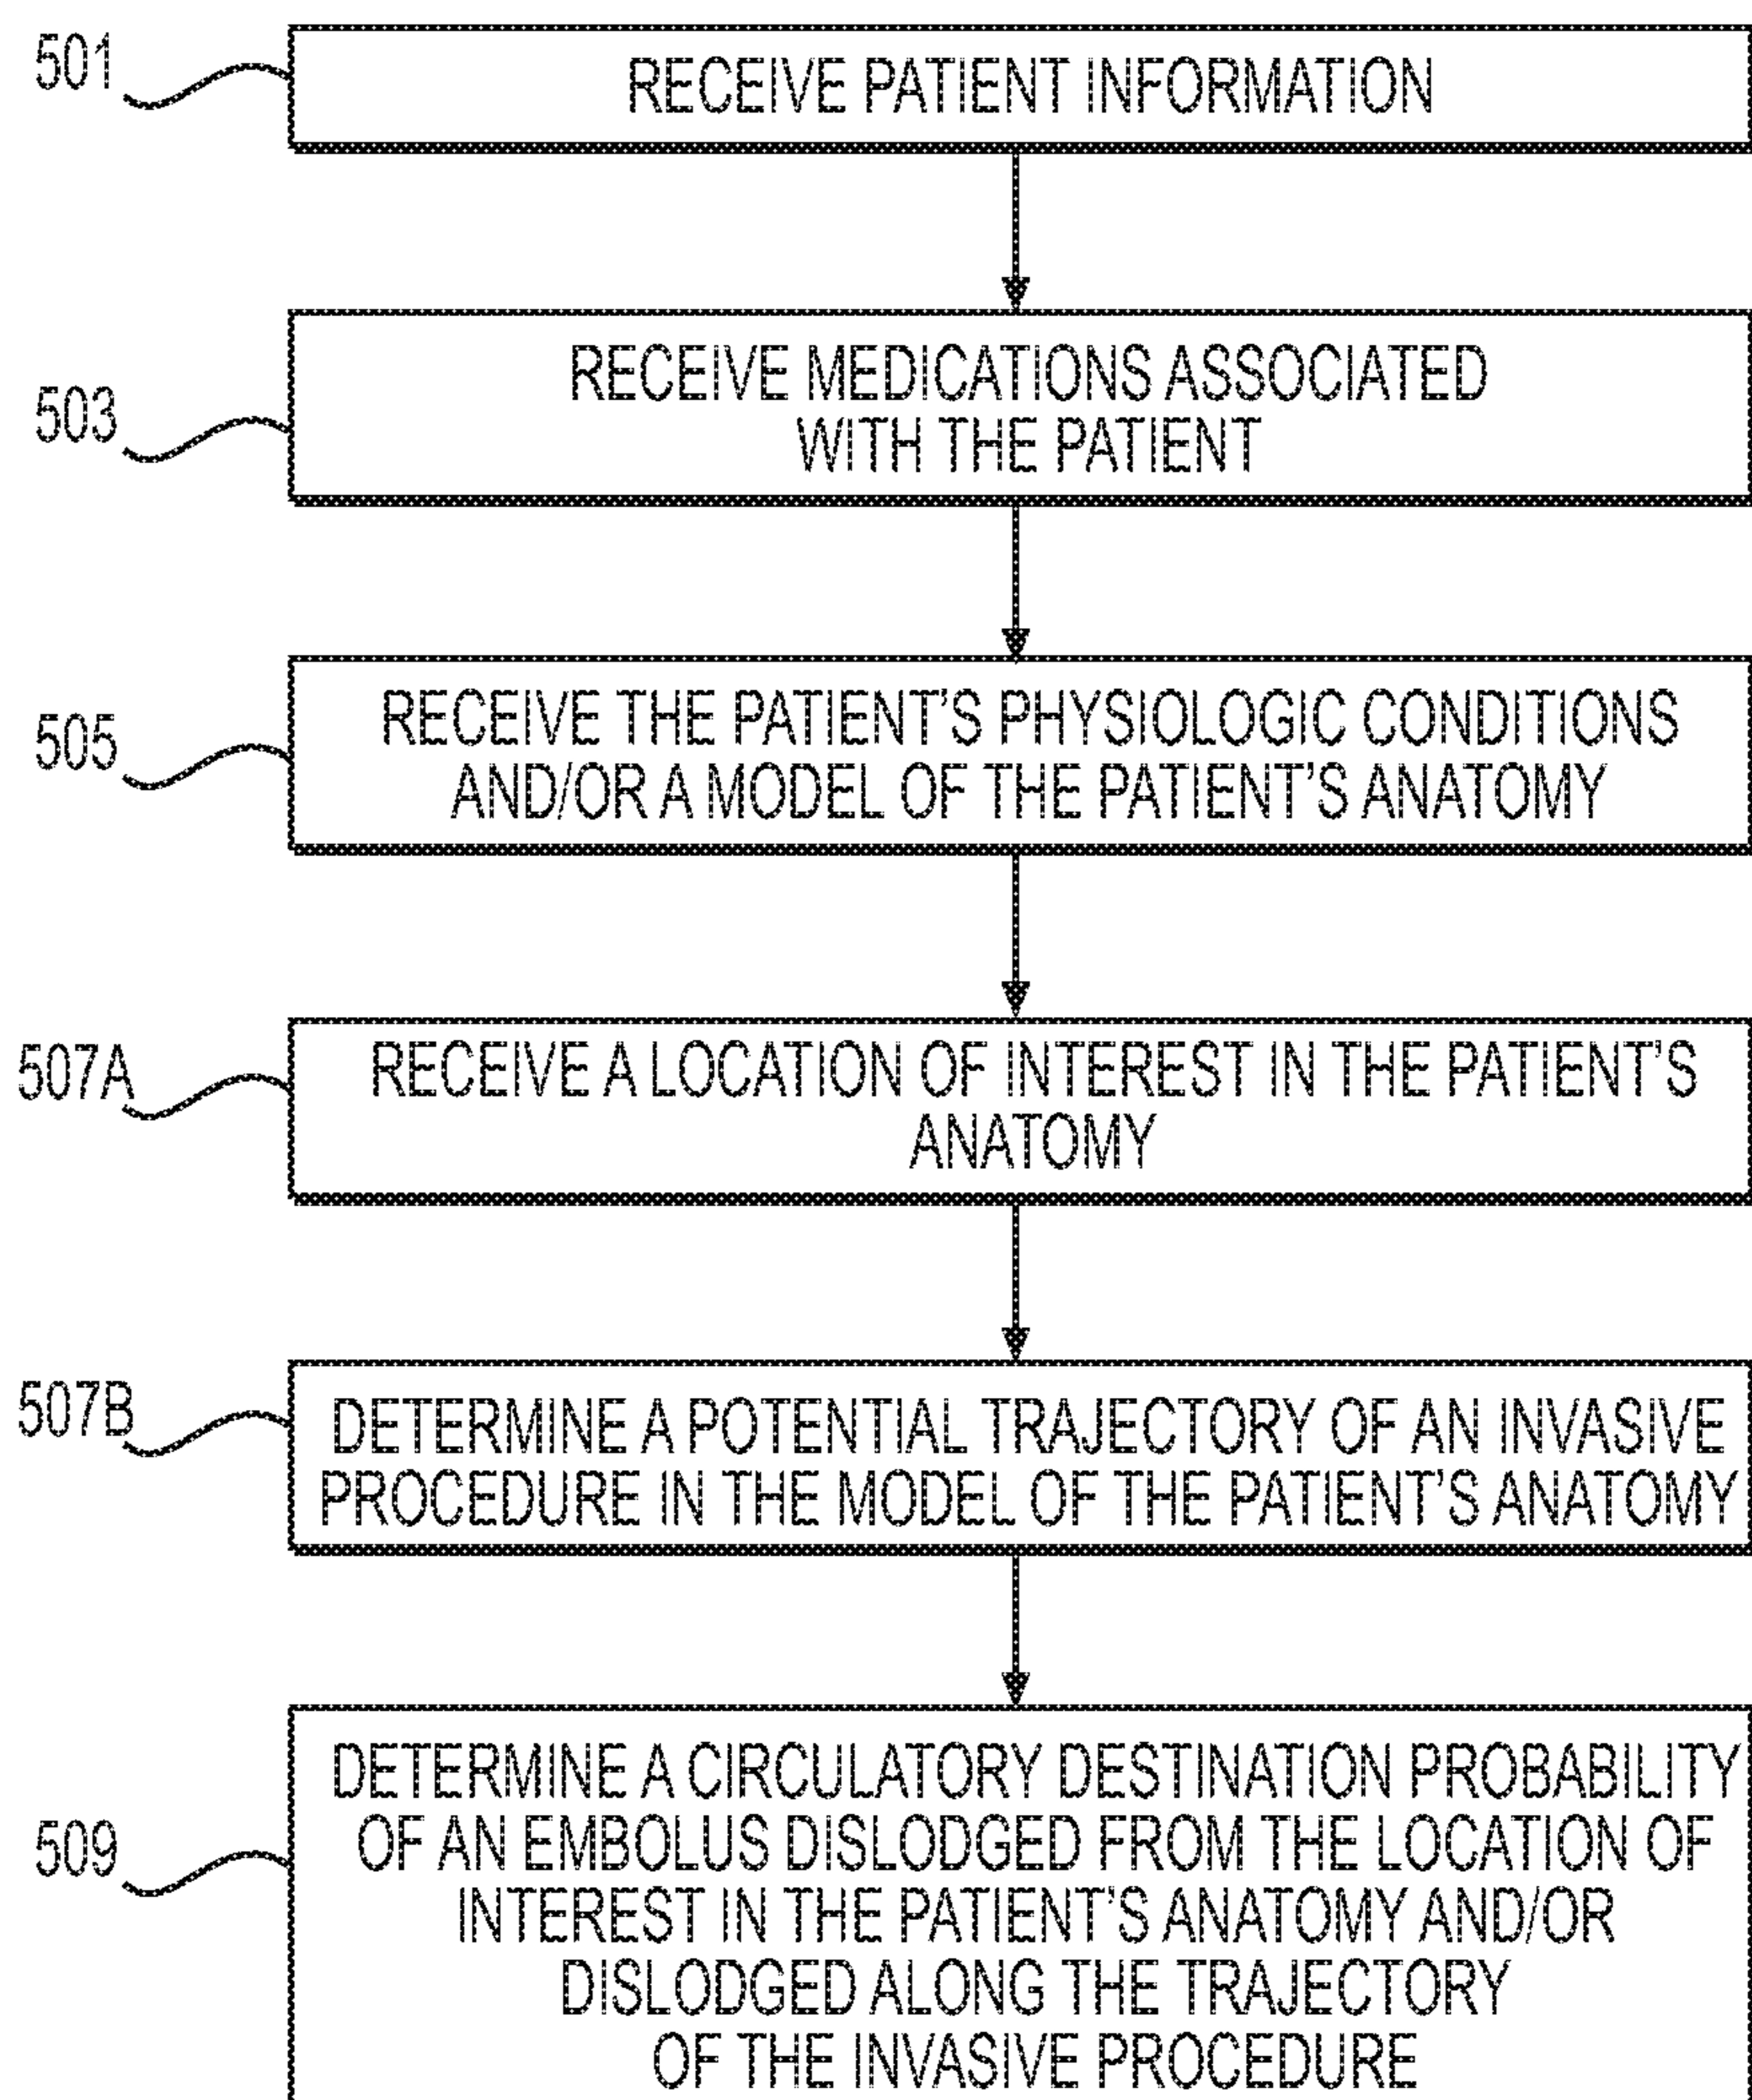 501
RECEIVE PATIENT INFORMATION
503
RECEIVE MEDICATIONS ASSOCIATED
WITH THE PATIENT
505
RECEIVE THE PATIENT'S PHYSIOLOGIC CONDITIONS
AND/OR A MODEL OF THE PATIENT'S ANATOMY
507A
RECEIVE A LOCATION OF INTEREST IN THE PATIENT'S
ANATOMY
507B
DETERMINE A POTENTIAL TRAJECTORY OF AN INVASIVE
PROCEDURE IN THE MODEL OF THE PATIENT'S ANATOMY
509
DETERMINE A CIRCULATORY DESTINATION PROBABILITY
OF AN EMBOLUS DISLODGED FROM THE LOCATION OF
INTEREST IN THE PATIENT'S ANATOMY AND/OR
DISLODGED ALONG THE TRAJECTORY
OF THE INVASIVE PROCEDURE